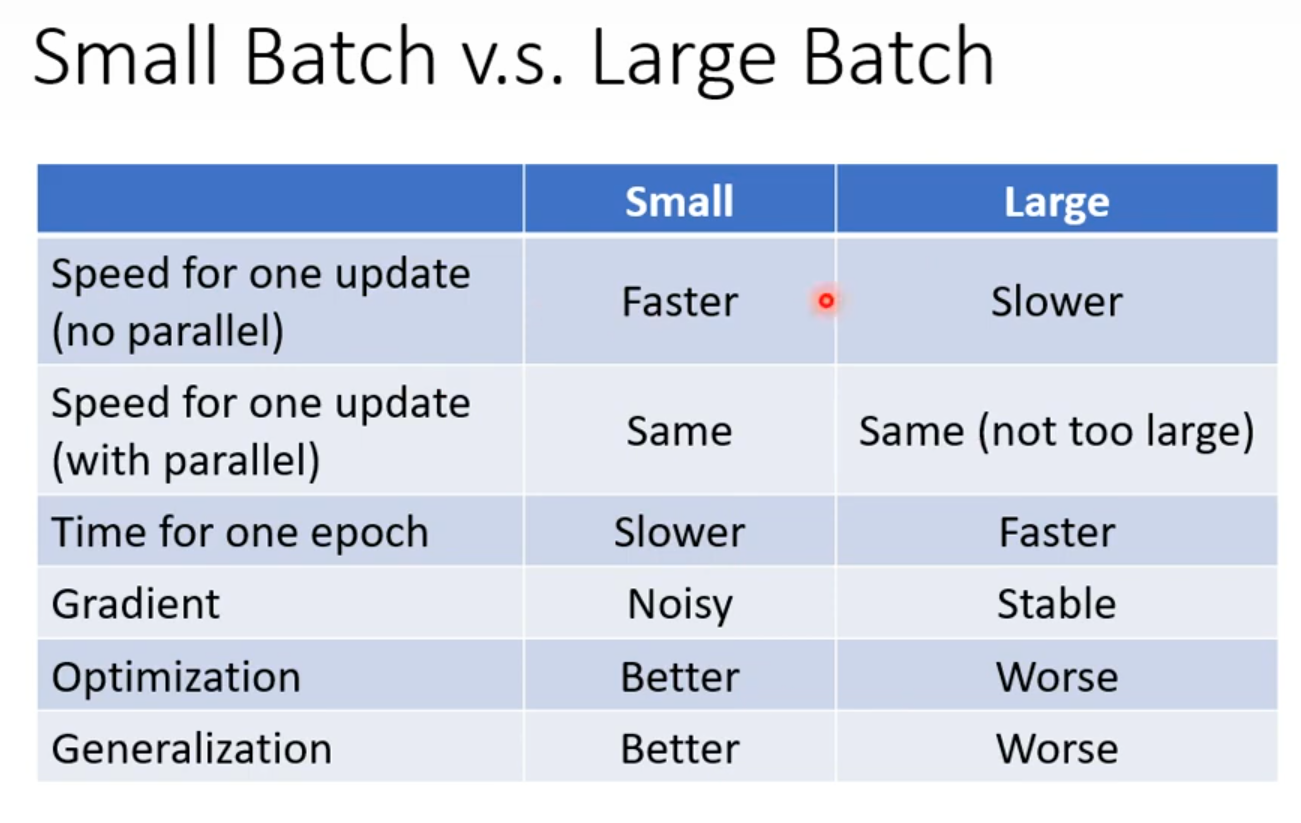 Small Batch v.s. Large Batch
Small Large
Speed for one update
(no parallel)
Faster Slower
Speed for one update
(with parallel)
Same Same (not too large)
Time for one epoch Slower Faster
Gradient Noisy Stable
Optimization Better Worse
Generalization Better Worse